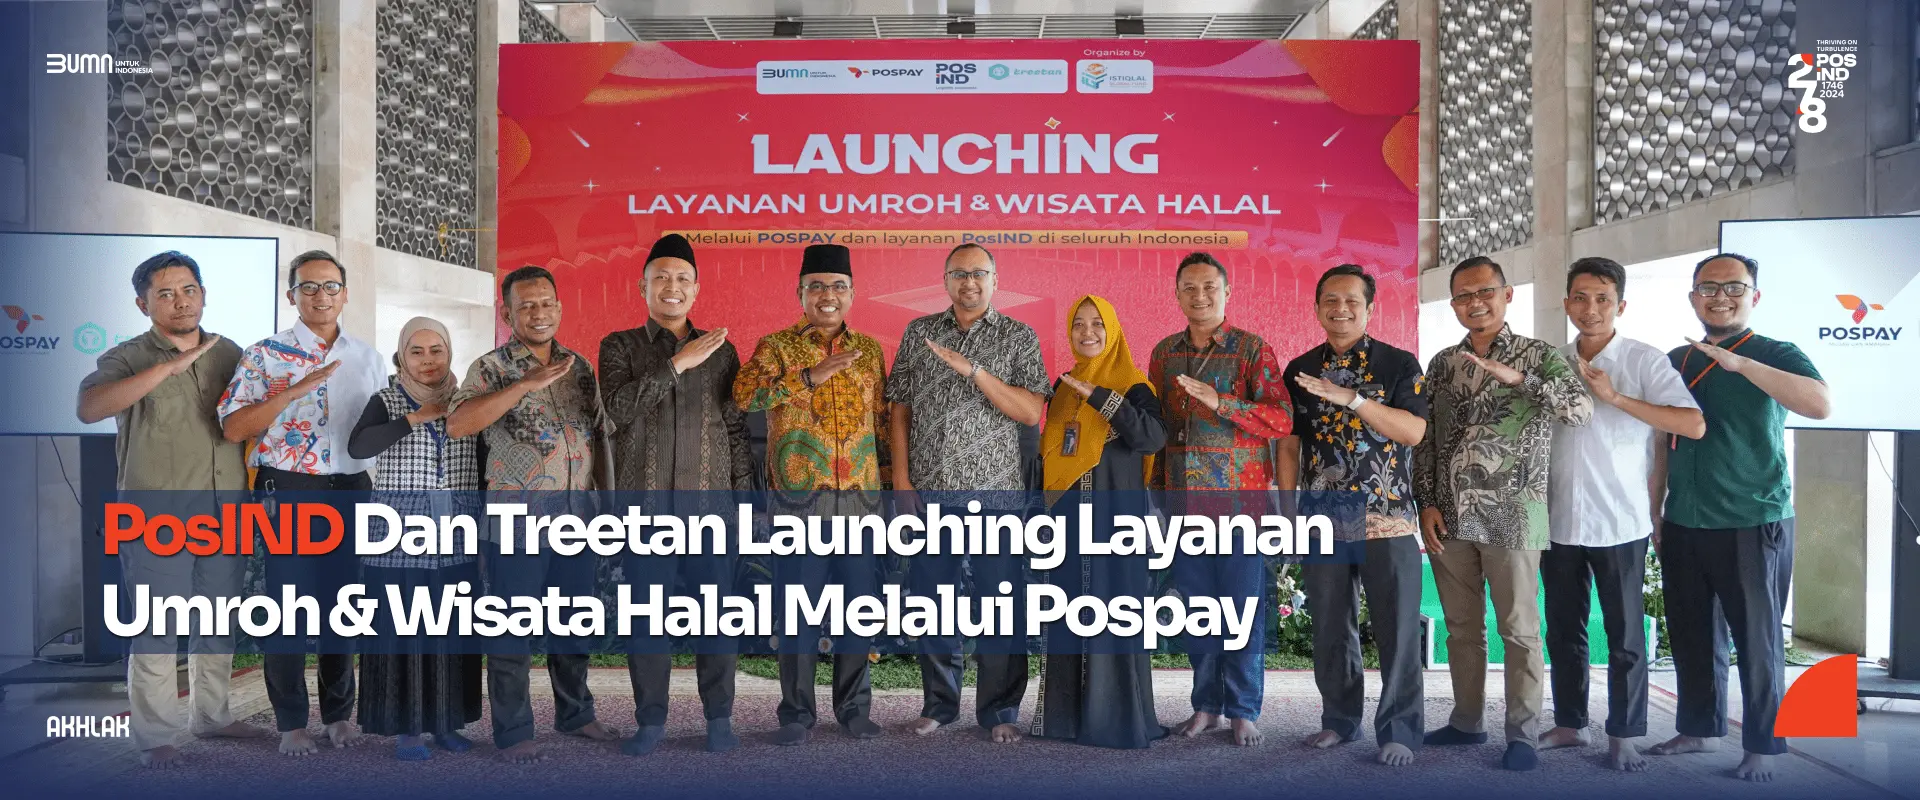 BUMN UNTUK INDONESIA
THRIVING ON
TURBULENCE
278 POS IND
1746
2024
Organize by
BUMN UNTUK INDONESIA POSPAY POS IND treetan ISTIQLAL
LAUNCHING
LAYANAN UMROH & WISATA HALAL
Melalui POSPAY dan layanan PosIND di seluruh Indonesia
POSPAY
POSPAY
PosIND Dan Treetan Launching Layanan
Umroh & Wisata Halal Melalui Pospay
AKHLAK